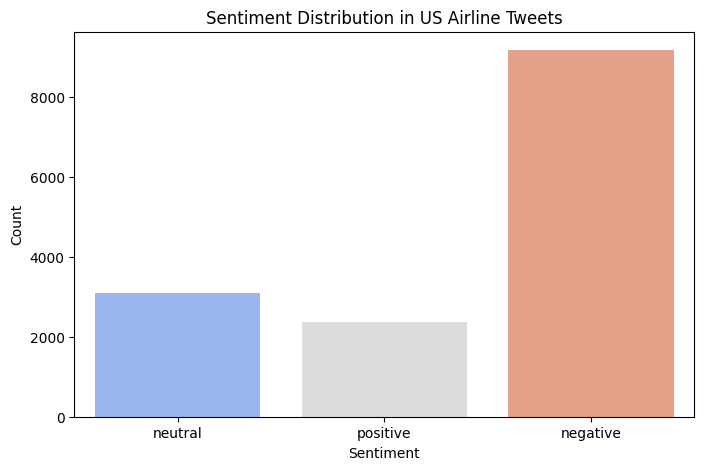 Sentiment Distribution in US Airline Tweets
Count
8000
6000
4000
2000
0
neutral positive negative
Sentiment